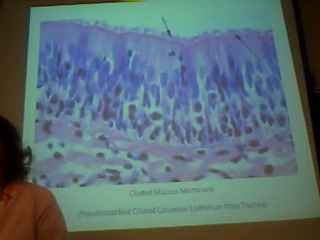 Ciliated Mucous Membrane
(Pseudostratified Ciliated Columnar Epithelium from Trachea)